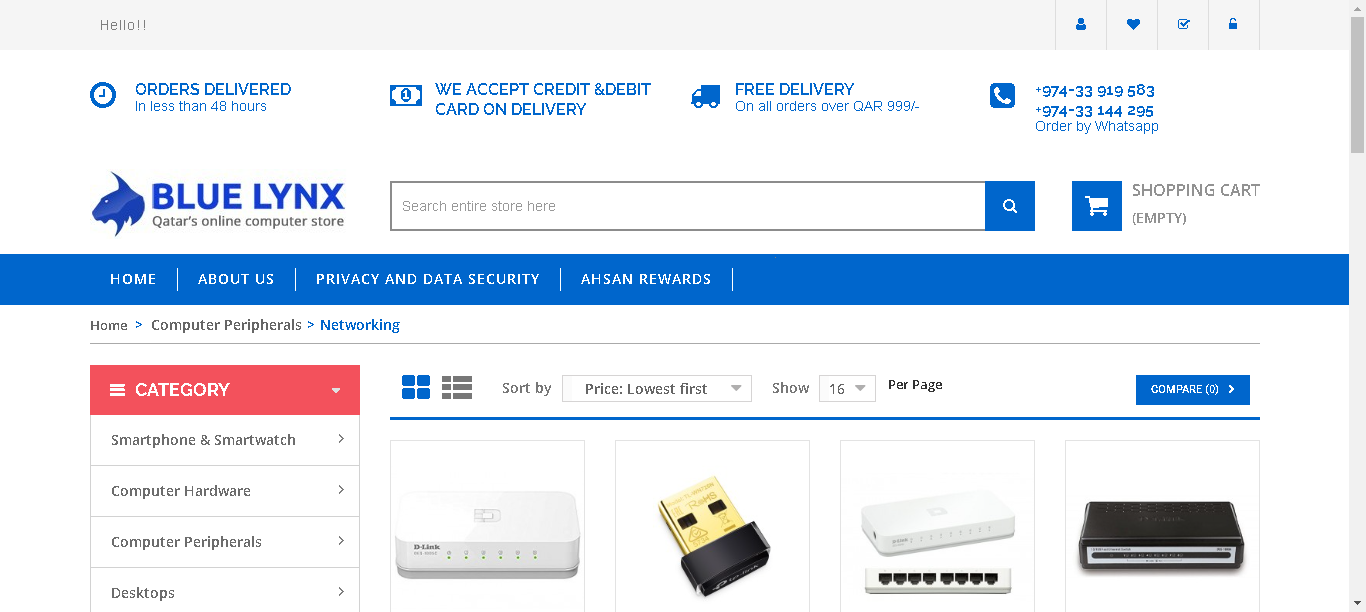 Hello!!
ORDERS DELIVERED
In less than 48 hours
WE ACCEPT CREDIT &DEBIT
CARD ON DELIVERY
FREE DELIVERY
On all orders over QAR 999/-
+974-33 919 583
+974-33 144 295
Order by Whatsapp
BLUE LYNX
Qatar's online computer store
Search entire store here
SHOPPING CART
(EMPTY)
HOME
ABOUT US
PRIVACY AND DATA SECURITY
AHSAN REWARDS
Home > Computer Peripherals > Networking
CATEGORY
Smartphone & Smartwatch
Computer Hardware
Computer Peripherals
Desktops
Sort by
Price: Lowest first
Show
16
Per Page
COMPARE (0)
D-Link
tp-link